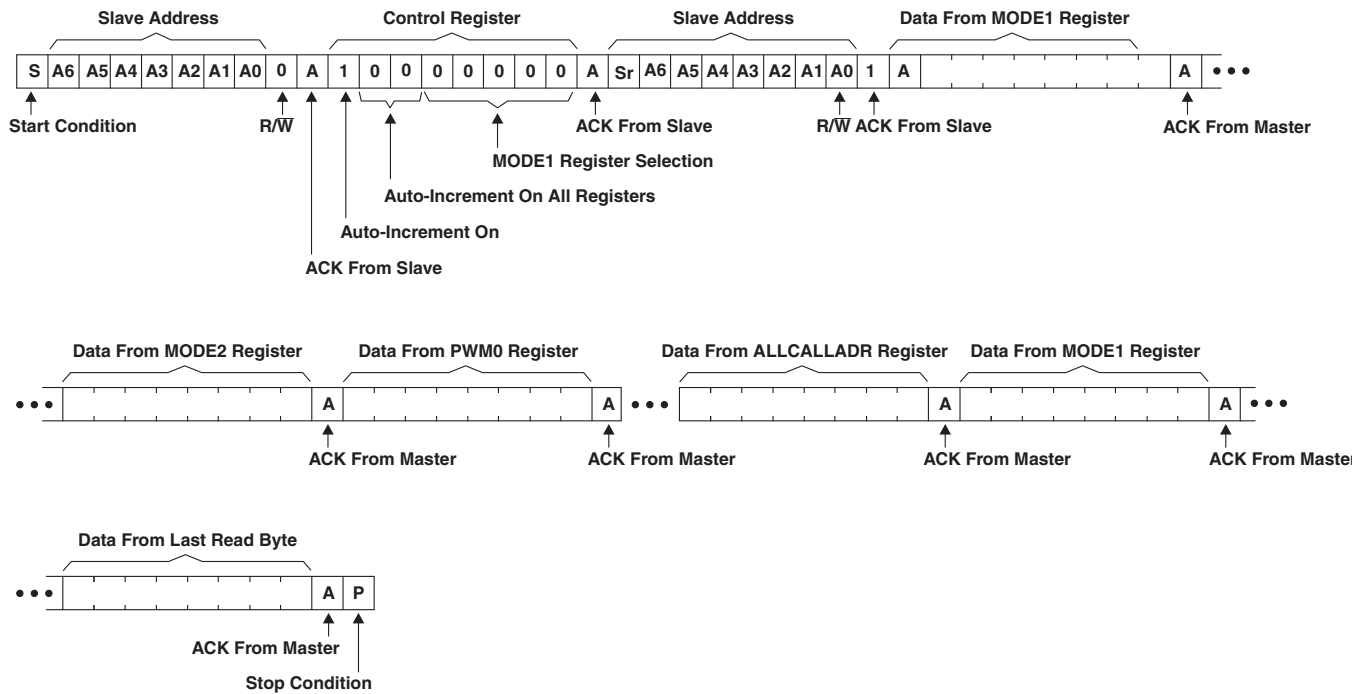 Slave Address Control Register Slave Address Data From MODE1 Register
S A6 A5 A4 A3 A2 A1 A0 0 A 1 0 0 0 0 0 0 0 A Sr A6 A5 A4 A3 A2 A1 A0 1 A A •••
Start Condition R/W̅ ACK From Slave R/W̅ ACK From Slave ACK From Master
MODE1 Register Selection
Auto-Increment On All Registers
Auto-Increment On
ACK From Slave
Data From MODE2 Register Data From PWM0 Register Data From ALLCALLADR Register Data From MODE1 Register
••• A A ••• A A •••
ACK From Master ACK From Master ACK From Master ACK From Master
Data From Last Read Byte
••• A P
ACK From Master
Stop Condition